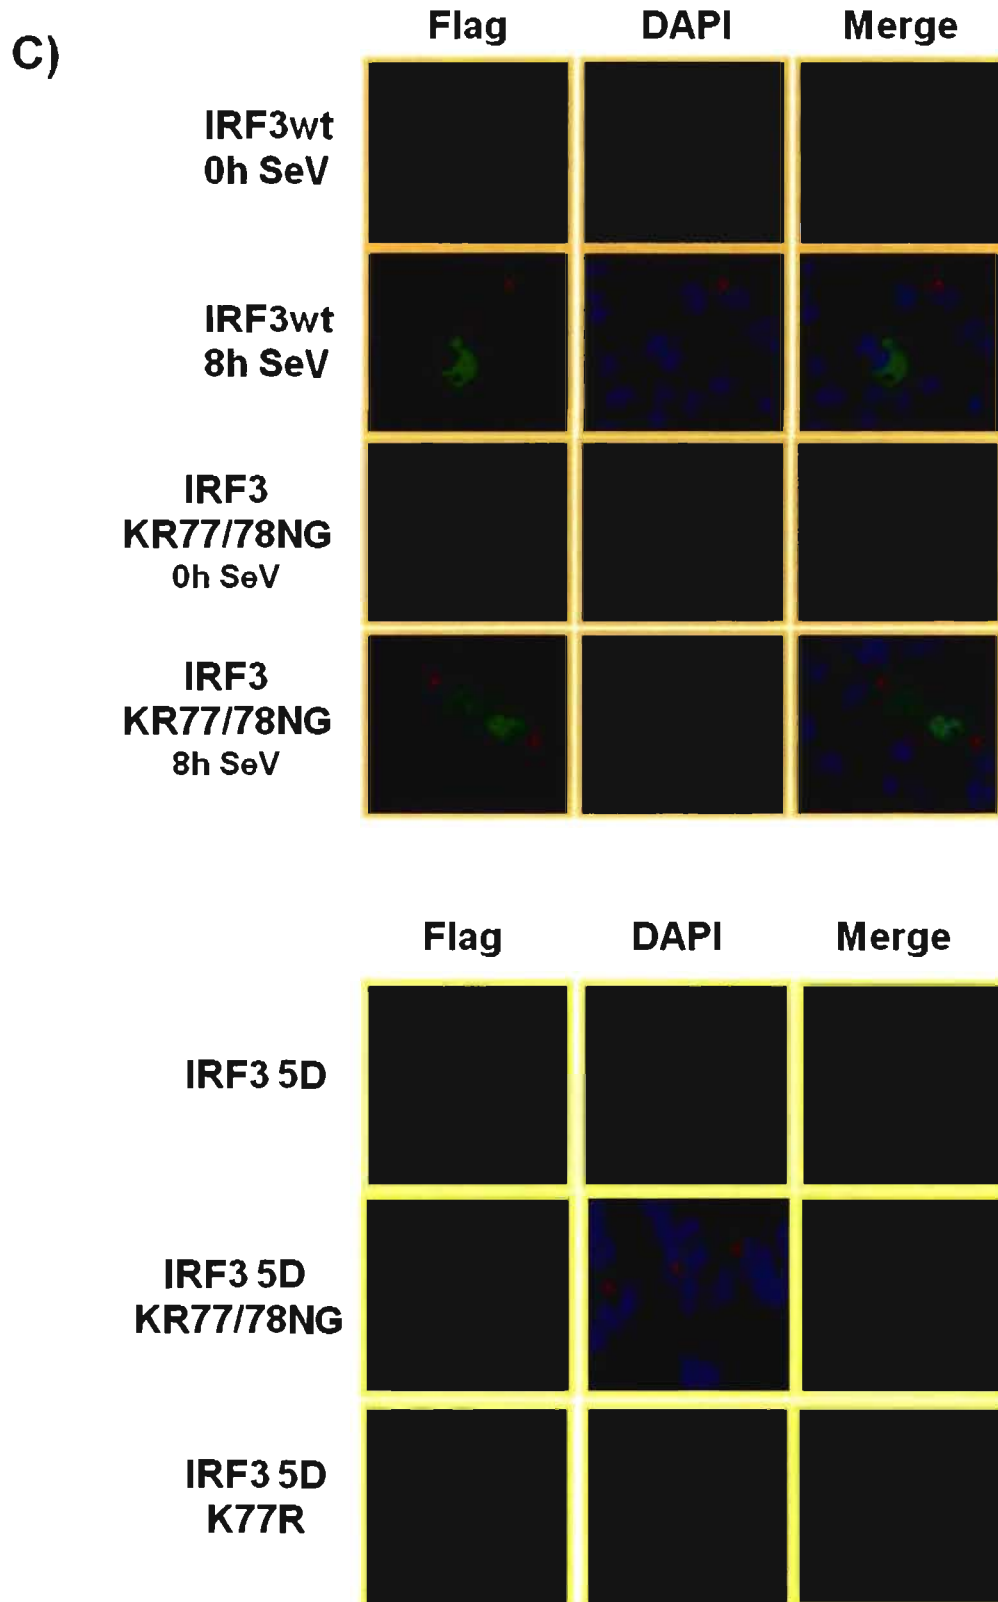 C)
Flag DAPI Merge
IRF3wt
0h SeV
IRF3wt
8h SeV
IRF3
KR77/78NG
0h SeV
IRF3
KR77/78NG
8h SeV
Flag DAPI Merge
IRF3 5D
IRF3 5D
KR77/78NG
IRF3 5D
K77R